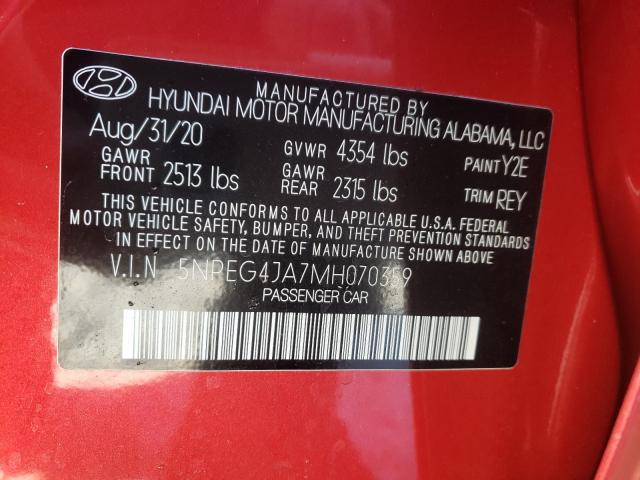 MANUFACTURED BY
HYUNDAI MOTOR MANUFACTURING ALABAMA, LLC
Aug/31/20 GVWR 4354 lbs PAINT Y2E
GAWR FRONT 2513 lbs GAWR REAR 2315 lbs TRIM REY
THIS VEHICLE CONFORMS TO ALL APPLICABLE U.S.A. FEDERAL
MOTOR VEHICLE SAFETY, BUMPER, AND THEFT PREVENTION STANDARDS
IN EFFECT ON THE DATE OF MANUFACTURE SHOWN ABOVE
V.I.N 5NPEG4JA7MH070359
PASSENGER CAR